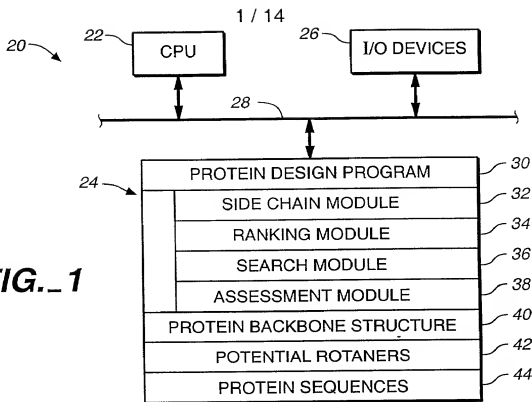 1 / 14
20
22
CPU
26
I/O DEVICES
28
24
PROTEIN DESIGN PROGRAM
30
SIDE CHAIN MODULE
32
RANKING MODULE
34
SEARCH MODULE
36
ASSESSMENT MODULE
38
PROTEIN BACKBONE STRUCTURE
40
POTENTIAL ROTANERS
42
PROTEIN SEQUENCES
44
FIG._1